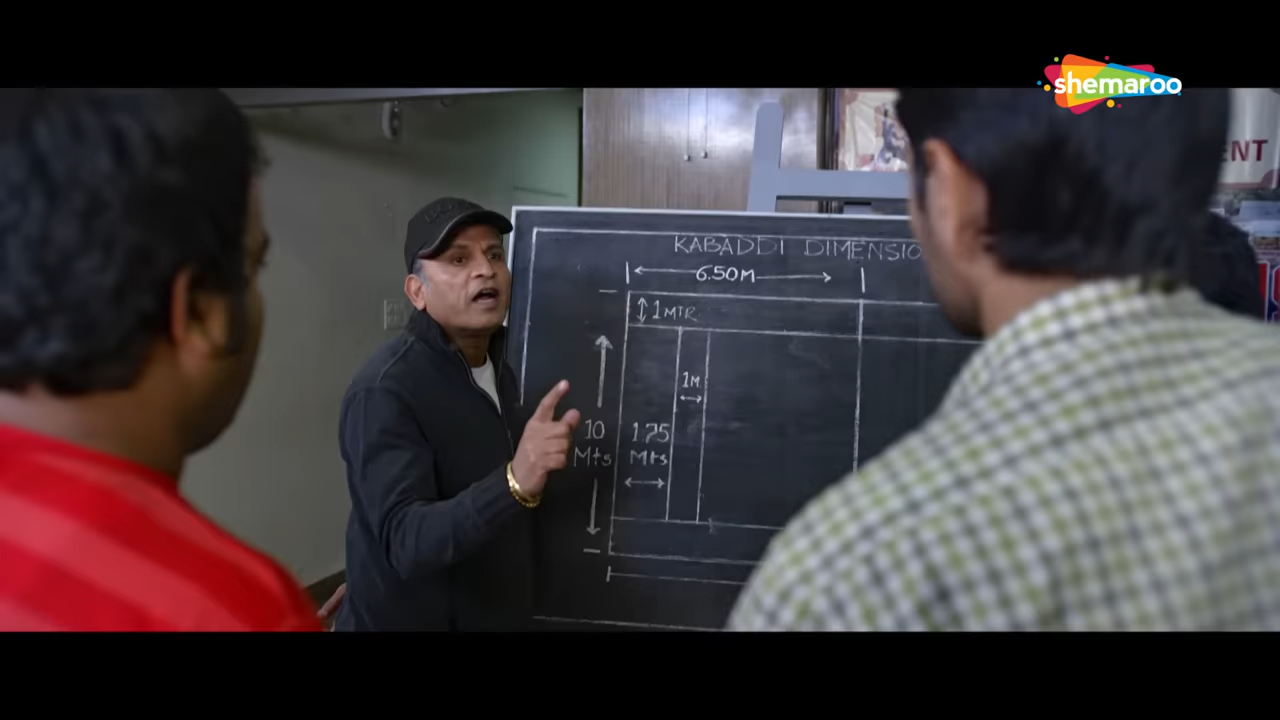 shemaroo
ENT
KABADDI DIMENSIO
6.50M
1MTR
1M
10
Mts
1.75
Mts